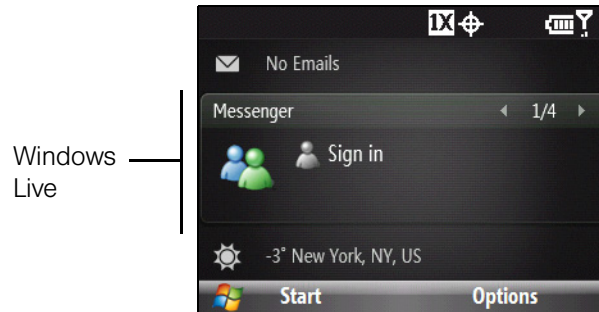 1X
No Emails
Messenger 1/4
Windows Live
Sign in
-3° New York, NY, US
Start Options